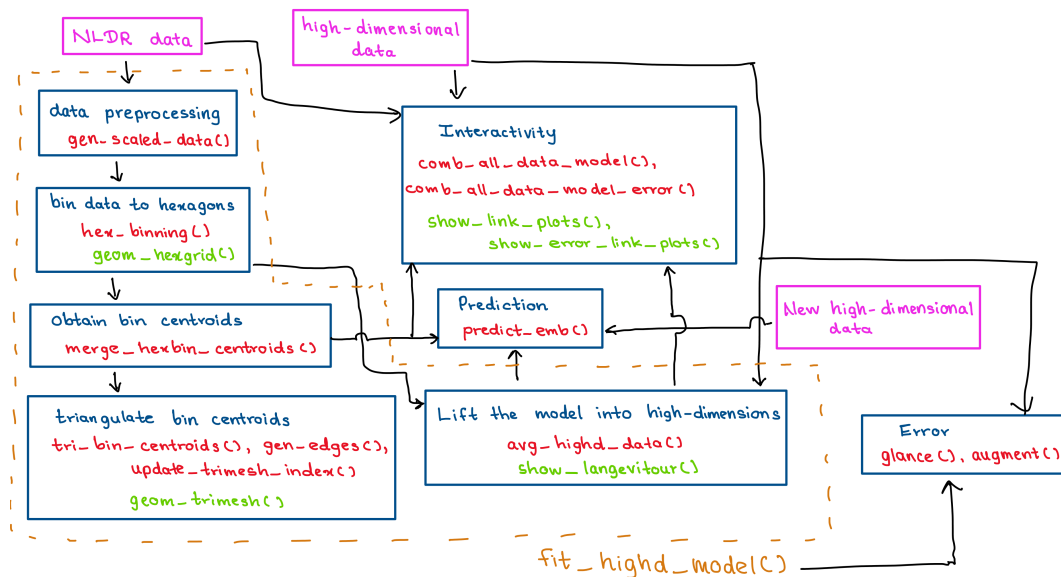 NLDR data
high-dimensional
data
data preprocessing
gen_scaled_data()
Interactivity
comb_all_data_model(),
comb_all_data_model_error()
show_link_plots(),
show_error_link_plots()
bin data to hexagons
hex_binning()
geom_hexgrid()
Obtain bin centroids
merge_hexbin_centroids()
Prediction
predict_emb()
New high-dimensional
data
triangulate bin centroids
tri_bin_centroids(), gen_edges(),
update_trimesh_index()
geom_trimesh()
Lift the model into high-dimensions
avg_highd_data()
show_langevitour()
Error
glance(), augment()
fit_highd_model()